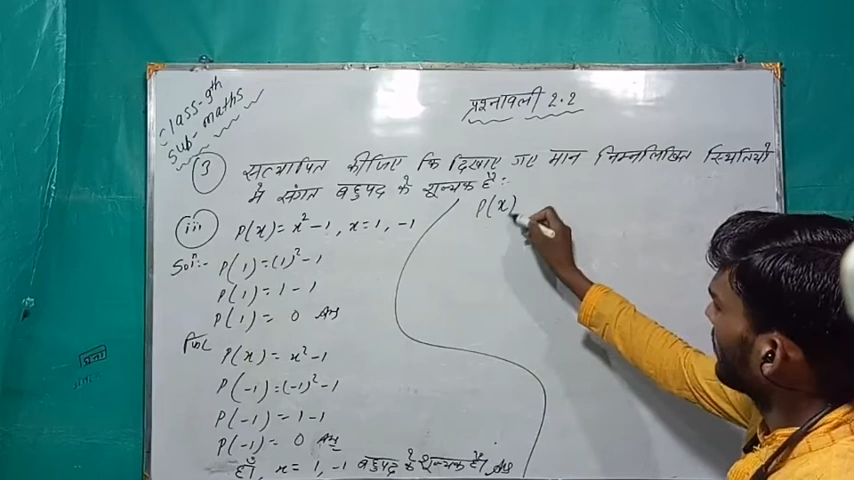 Class-9th
Sub-maths
प्रश्नावली 2.2
(3) सत्यापित कीजिए कि दिखाए गए मान निम्नलिखित स्थितियो
में संगत बहुपद के शून्यक है:-
(iii) P(x) = x²-1, x=1, -1
Solⁿ:- P(1) = (1)²-1
P(1) = 1-1
P(1) = 0 Ans
फिर P(x) = x²-1
P(-1) = (-1)²-1
P(-1) = 1-1
P(-1) = 0 Ans
हाँ, x = 1, -1 बहुपद के शून्यक है। Ans
P(x)